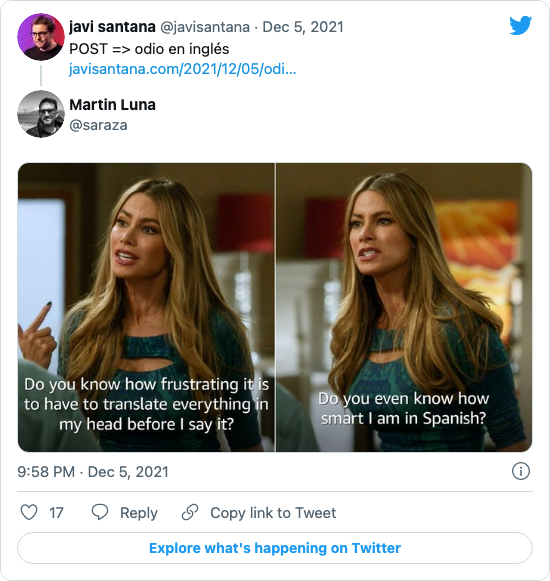 javi santana @javisantana · Dec 5, 2021
POST => odio en inglés
javisantana.com/2021/12/05/odi...
Martin Luna
@saraza
Do you know how frustrating it is
to have to translate everything in
my head before I say it?
Do you even know how
smart I am in Spanish?
9:58 PM · Dec 5, 2021
17 Reply Copy link to Tweet
Explore what's happening on Twitter